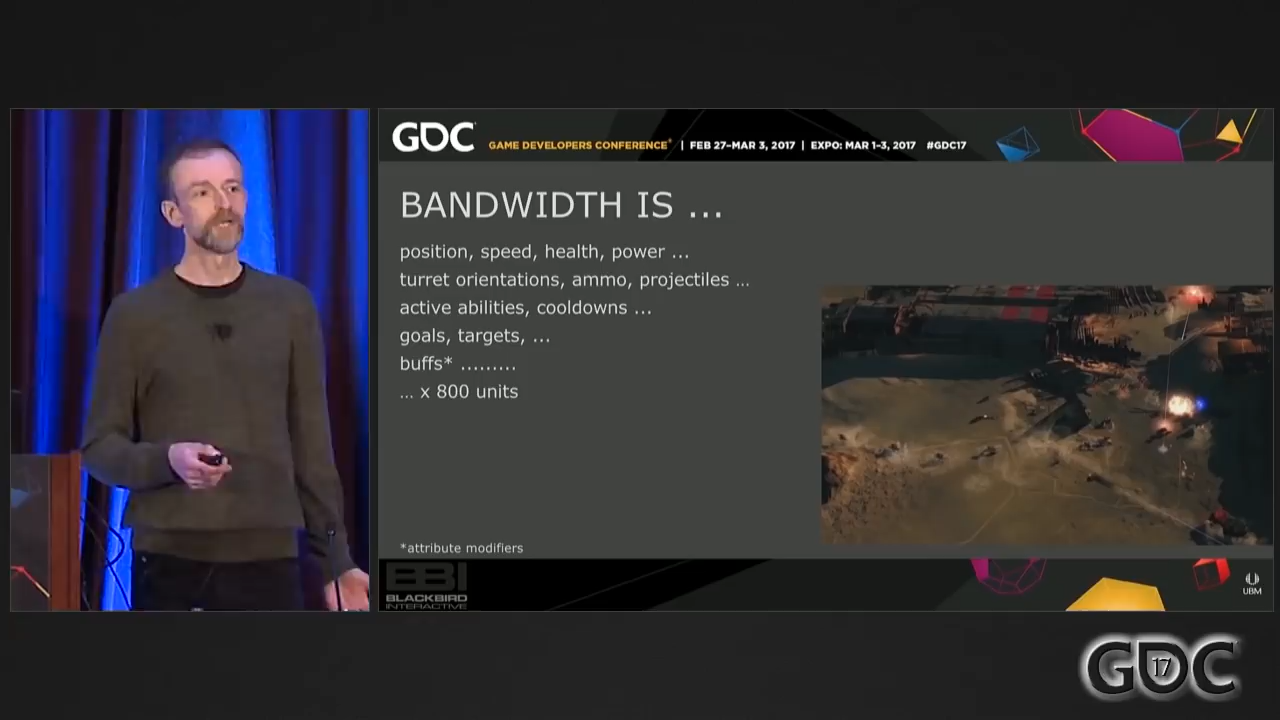 GDC GAME DEVELOPERS CONFERENCE® | FEB 27–MAR 3, 2017 | EXPO: MAR 1–3, 2017 #GDC17
BANDWIDTH IS ...
position, speed, health, power ...
turret orientations, ammo, projectiles ...
active abilities, cooldowns ...
goals, targets, ...
buffs* .........
... x 800 units
*attribute modifiers
BBI
BLACKBIRD
INTERACTIVE
UBM
GDC 17